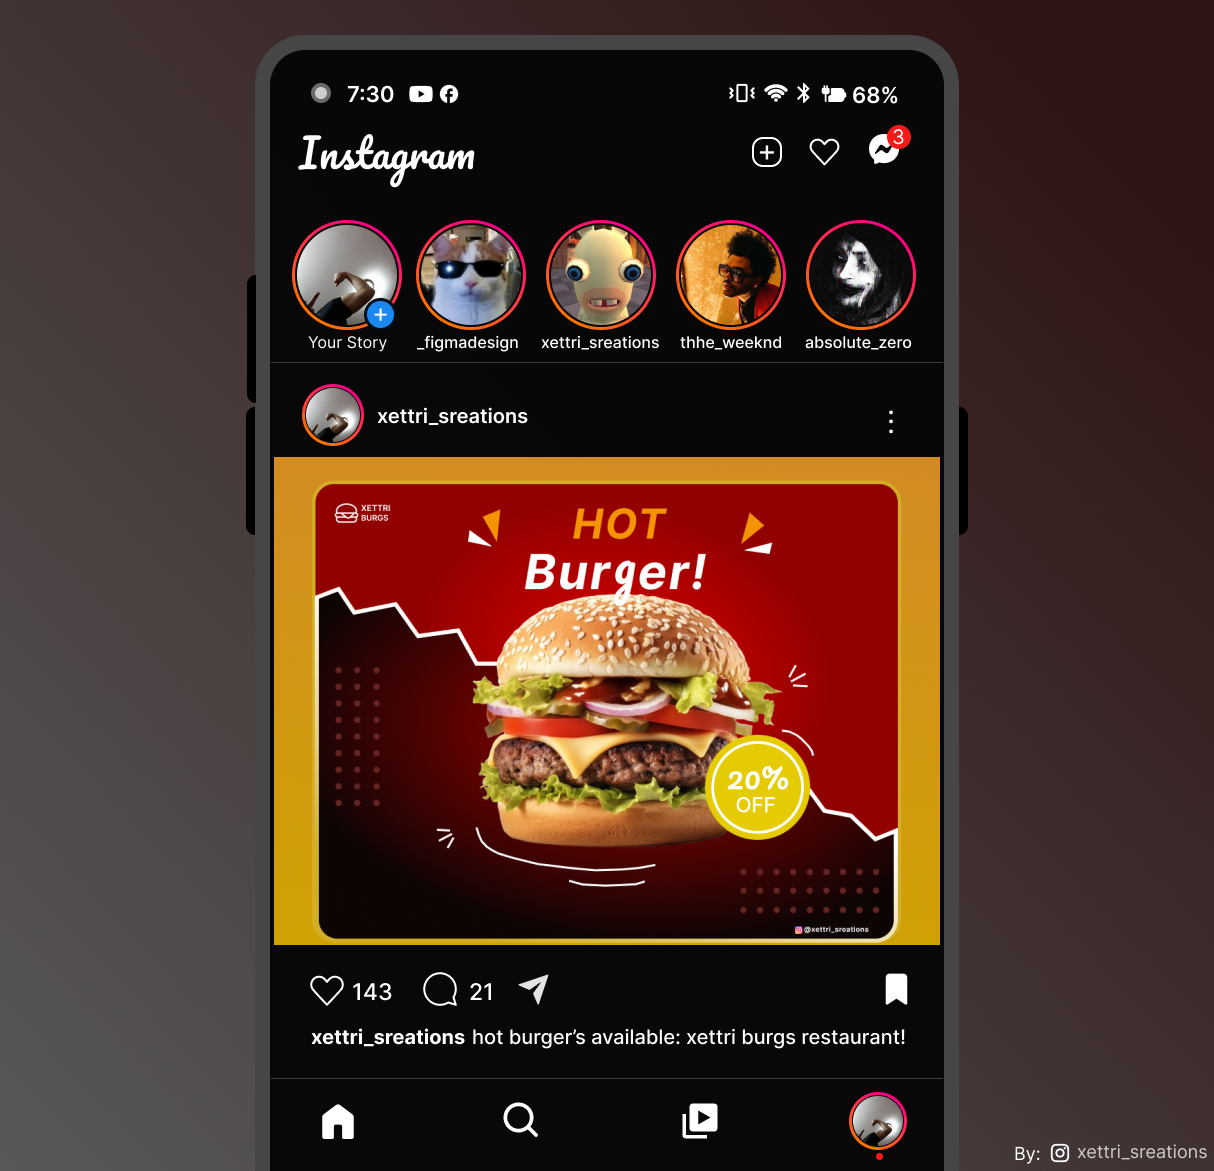 7:30
68%
Instagram
3
Your Story
_figmadesign
xettri_sreations
thhe_weeknd
absolute_zero
xettri_sreations
XETTRI
BURGS
HOT
Burger!
20%
OFF
@xettri_sreations
143
21
xettri_sreations hot burger’s available: xettri burgs restaurant!
By: xettri_sreations